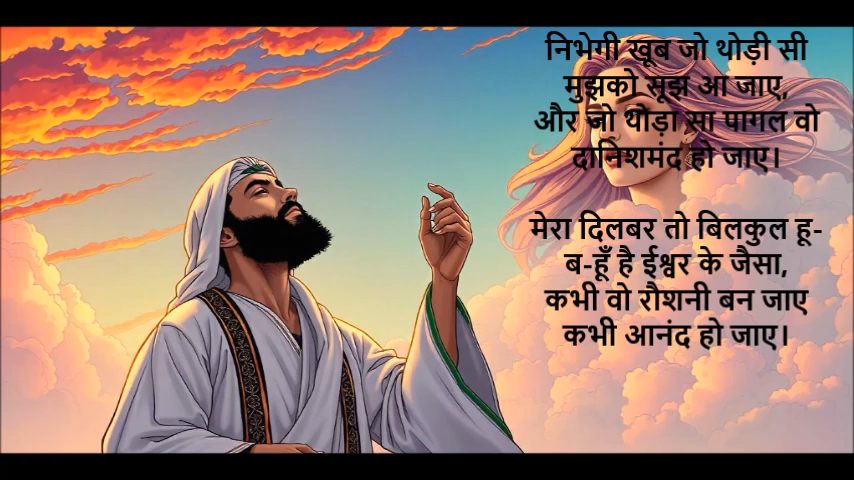 निभेगी खूब जो थोड़ी सी
मुझको सूझ आ जाए,
और जो थोड़ा सा पागल वो
दानिशमंद हो जाए।
मेरा दिलबर तो बिलकुल हू-
ब-हूँ है ईश्वर के जैसा,
कभी वो रौशनी बन जाए
कभी आनंद हो जाए।